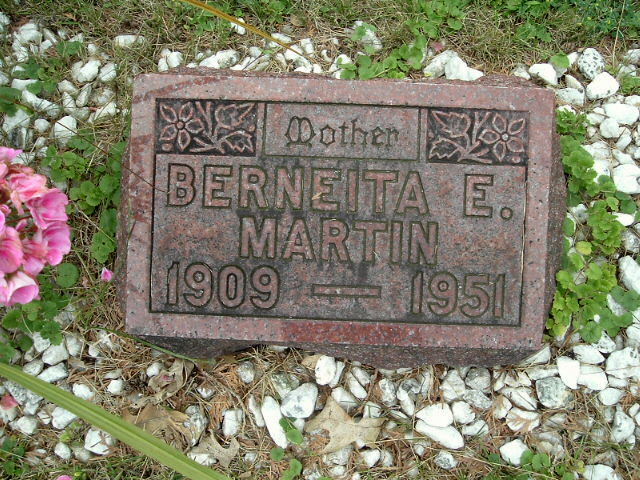 Mother
BERNEITA E.
MARTIN
1909 — 1951